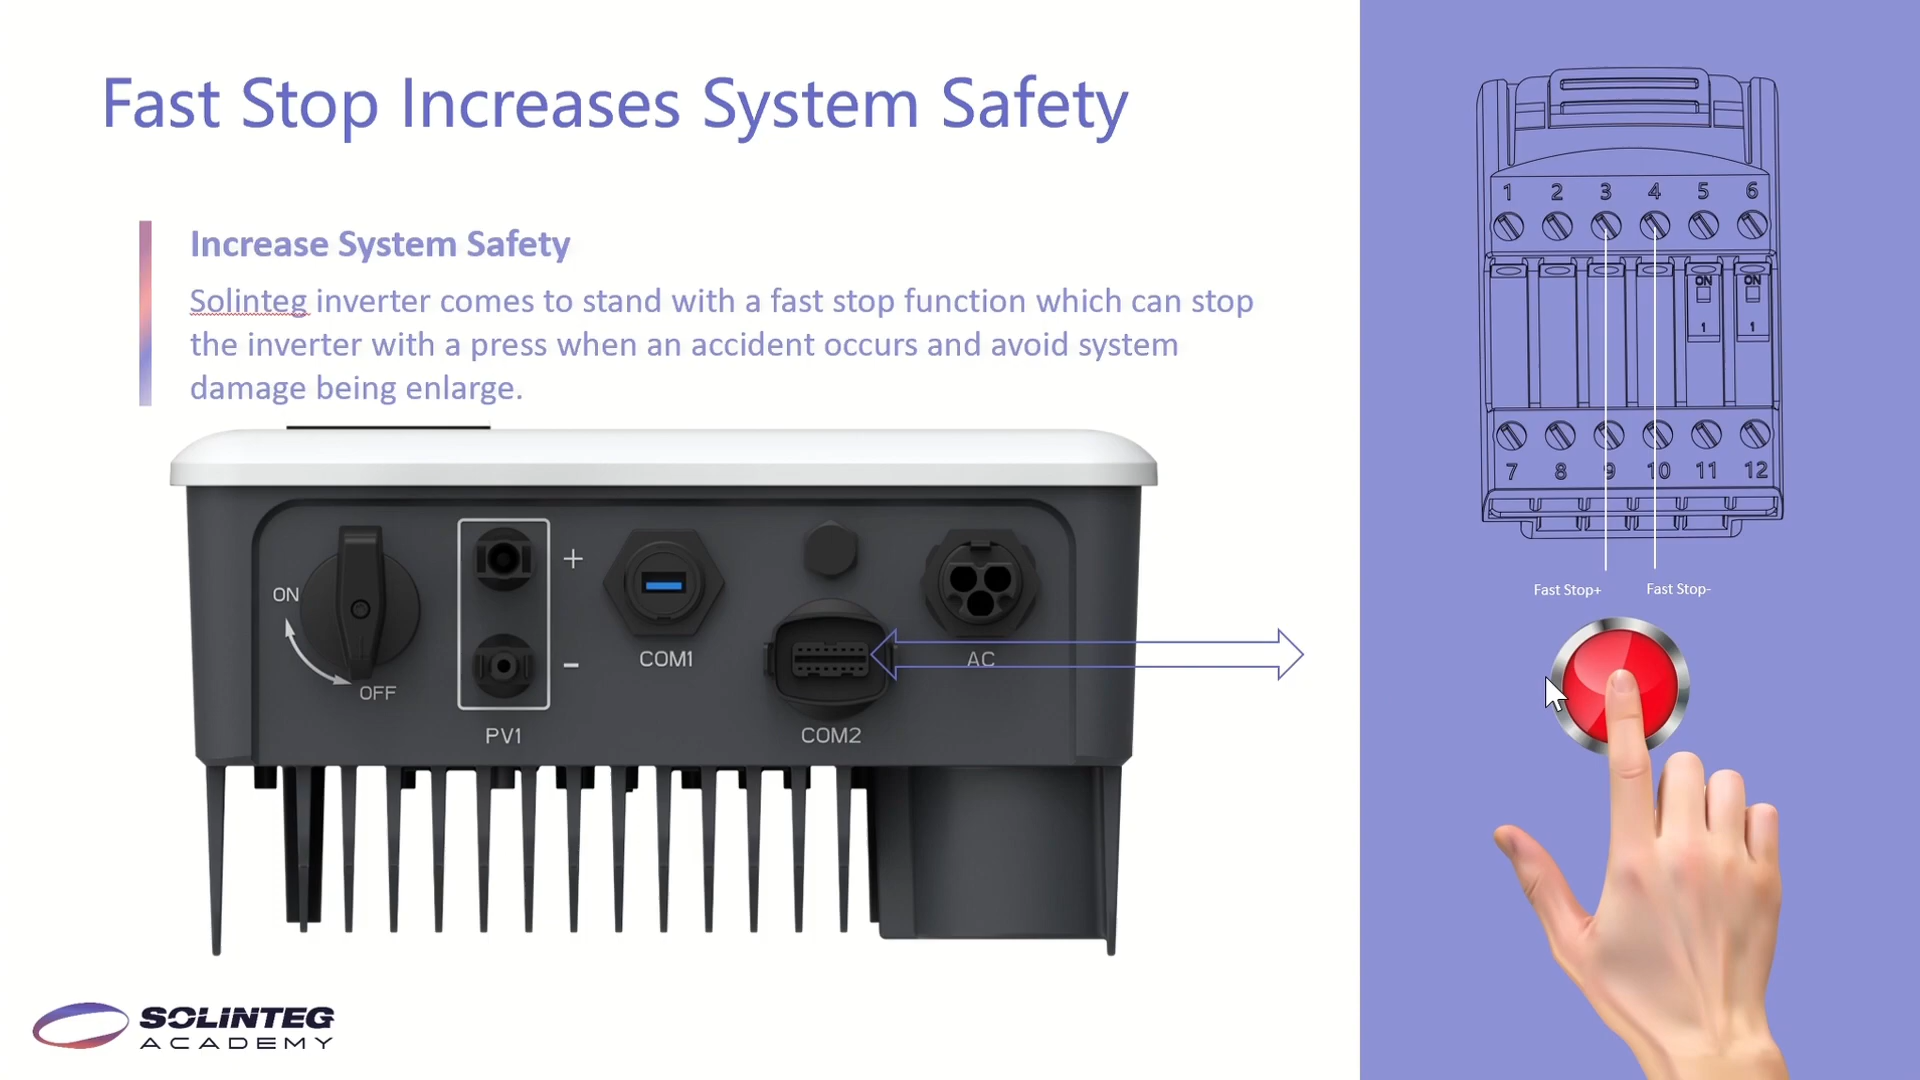 Fast Stop Increases System Safety
Increase System Safety
Solinteg inverter comes to stand with a fast stop function which can stop
the inverter with a press when an accident occurs and avoid system
damage being enlarge.
ON
OFF
+
-
PV1
COM1
COM2
AC
1 2 3 4 5 6
ON ON
1 1
7 8 9 10 11 12
Fast Stop+ Fast Stop-
SOLINTEG
ACADEMY